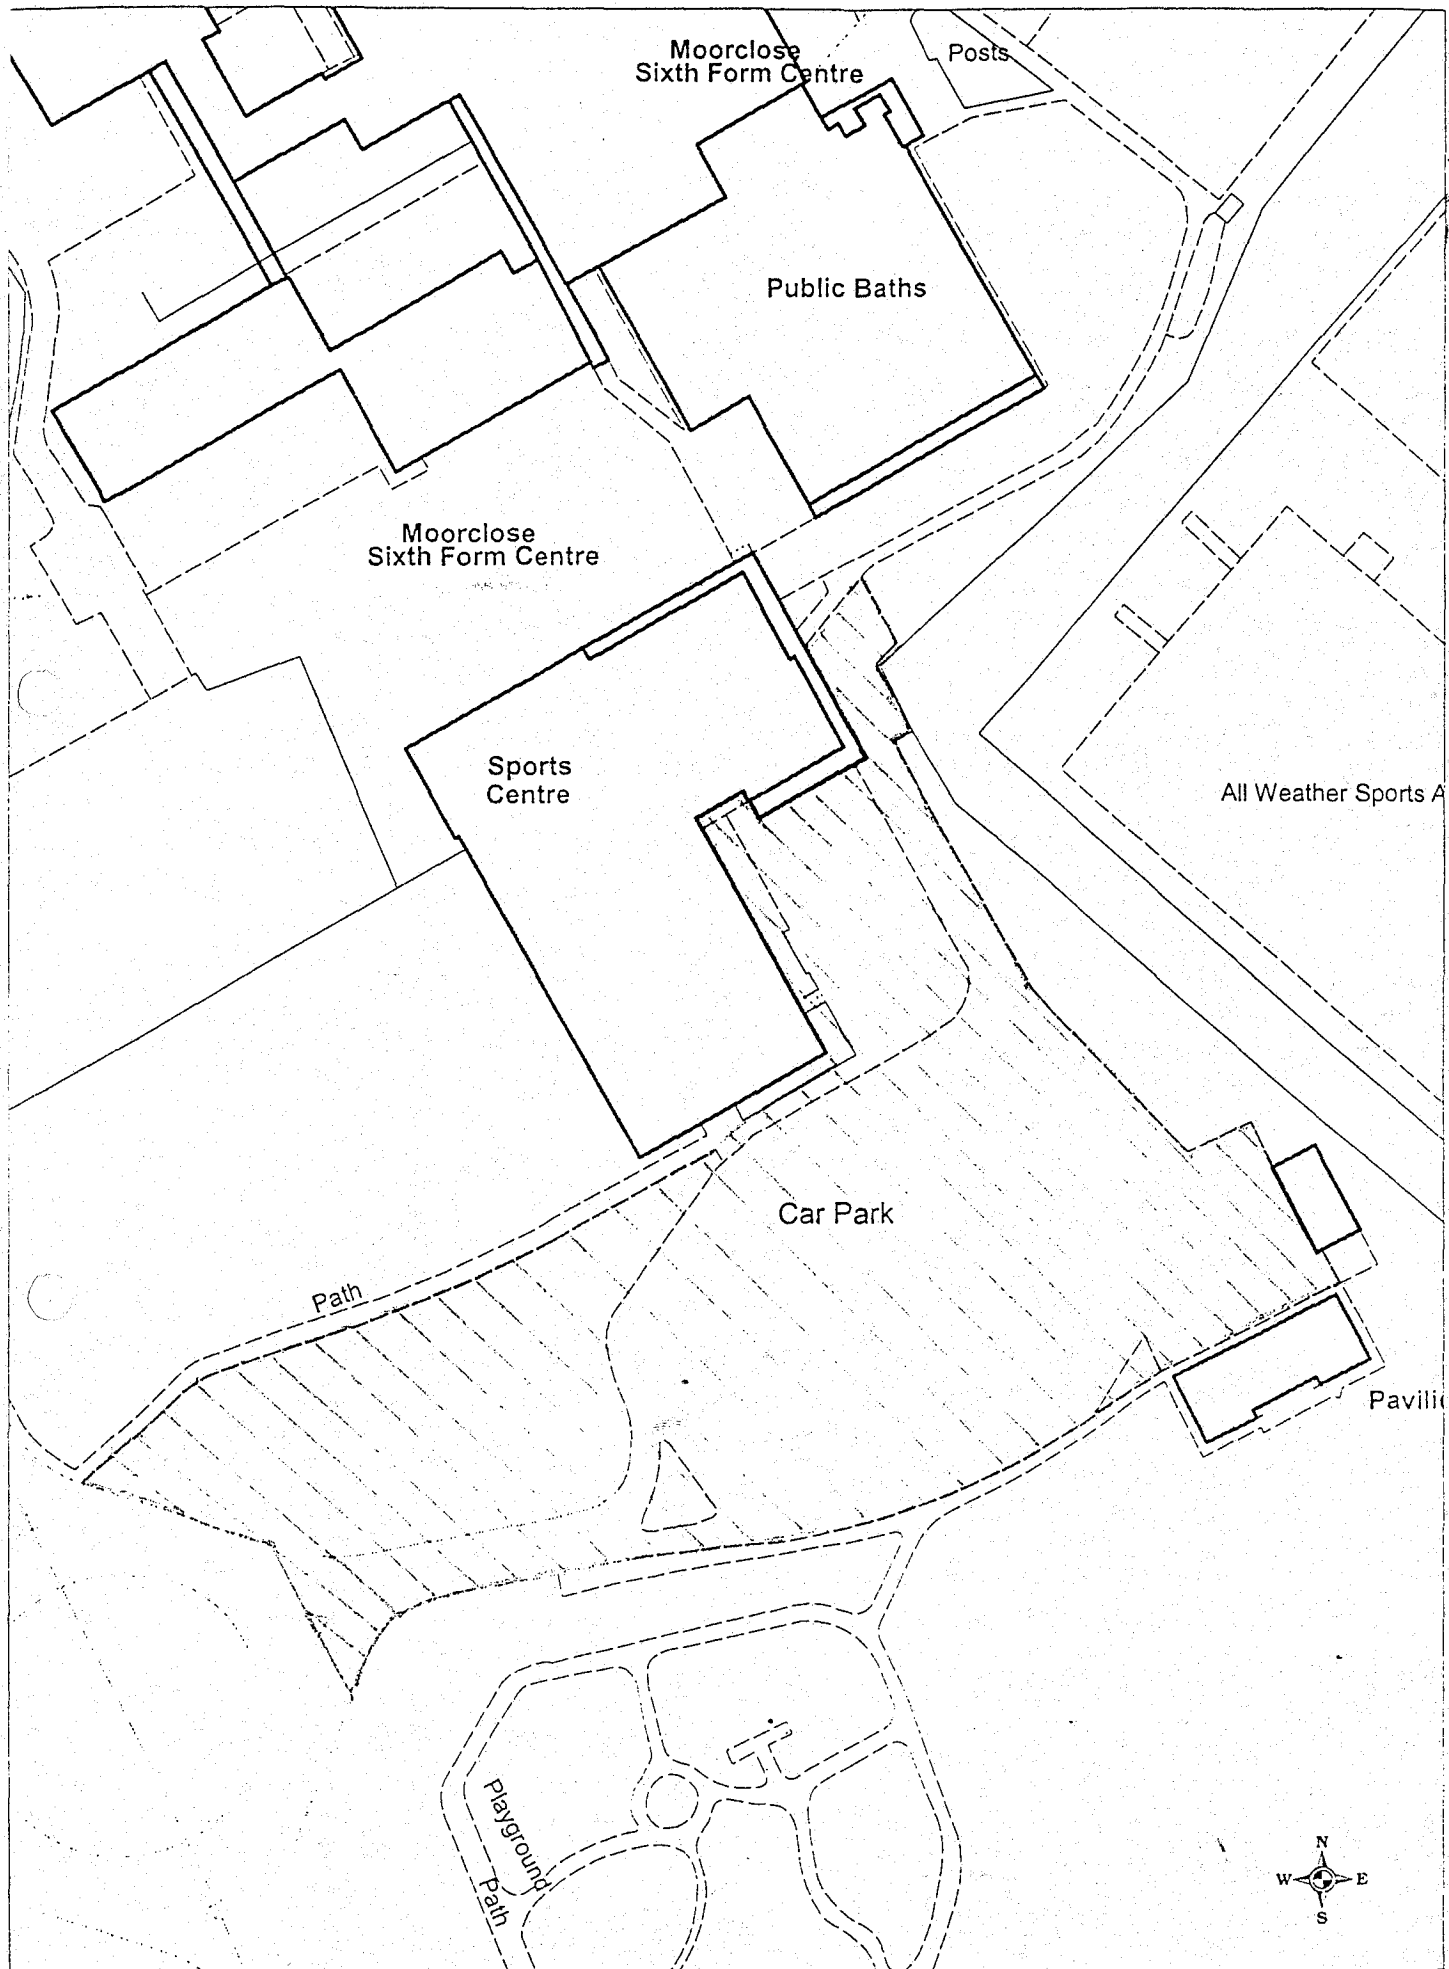 Moorclose
Sixth Form Centre
Posts
Public Baths
Moorclose
Sixth Form Centre
Sports
Centre
All Weather Sports A
Car Park
Path
Pavili
Playground
Path
N
W E
S